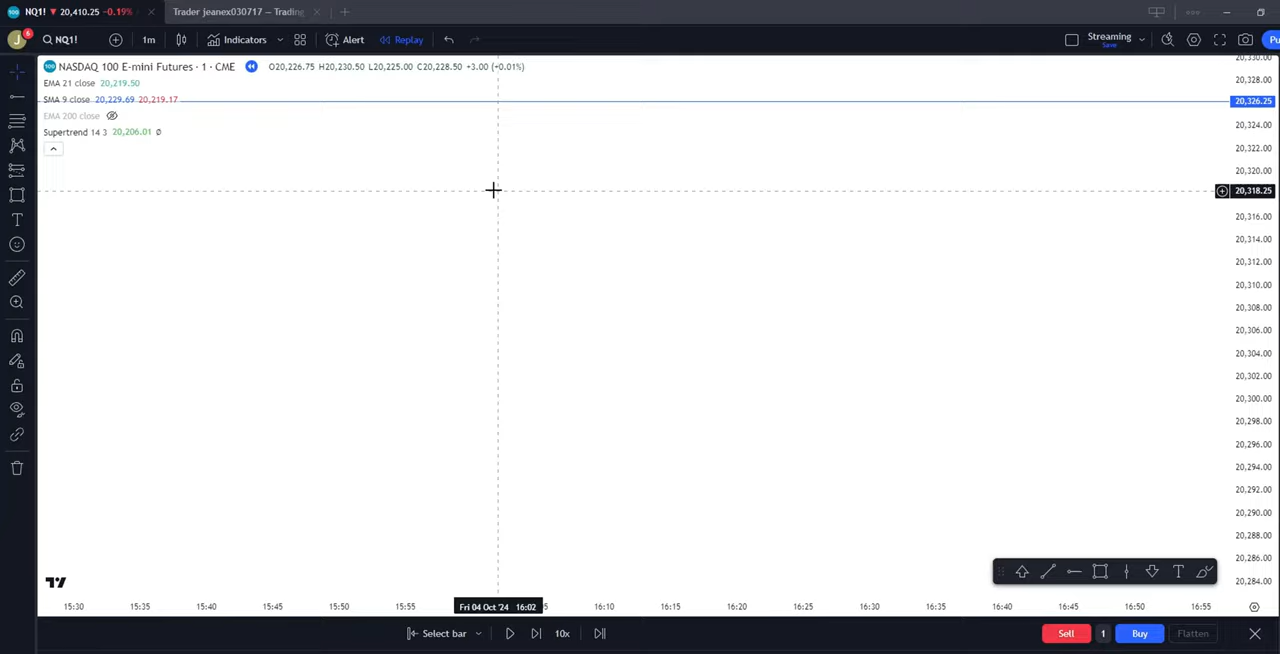 NQ1! ▼ 20,410.25 −0.19%
Trader jeanex030717 — Trading
J 6
NQ1!
1m
Indicators
Alert
Replay
Streaming
Save
Pu
NASDAQ 100 E-mini Futures · 1 · CME
O20,226.75 H20,230.50 L20,225.00 C20,228.50 +3.00 (+0.01%)
EMA 21 close 20,219.50
SMA 9 close 20,229.69 20,219.17
EMA 200 close
Supertrend 14 3 20,206.01 ∅
20,330.00
20,328.00
20,326.25
20,324.00
20,322.00
20,320.00
20,318.25
20,316.00
20,314.00
20,312.00
20,310.00
20,308.00
20,306.00
20,304.00
20,302.00
20,300.00
20,298.00
20,296.00
20,294.00
20,292.00
20,290.00
20,288.00
20,286.00
20,284.00
15:30 15:35 15:40 15:45 15:50 15:55 Fri 04 Oct '24 16:02 16:10 16:15 16:20 16:25 16:30 16:35 16:40 16:45 16:50 16:55
Select bar
10x
Sell 1 Buy Flatten